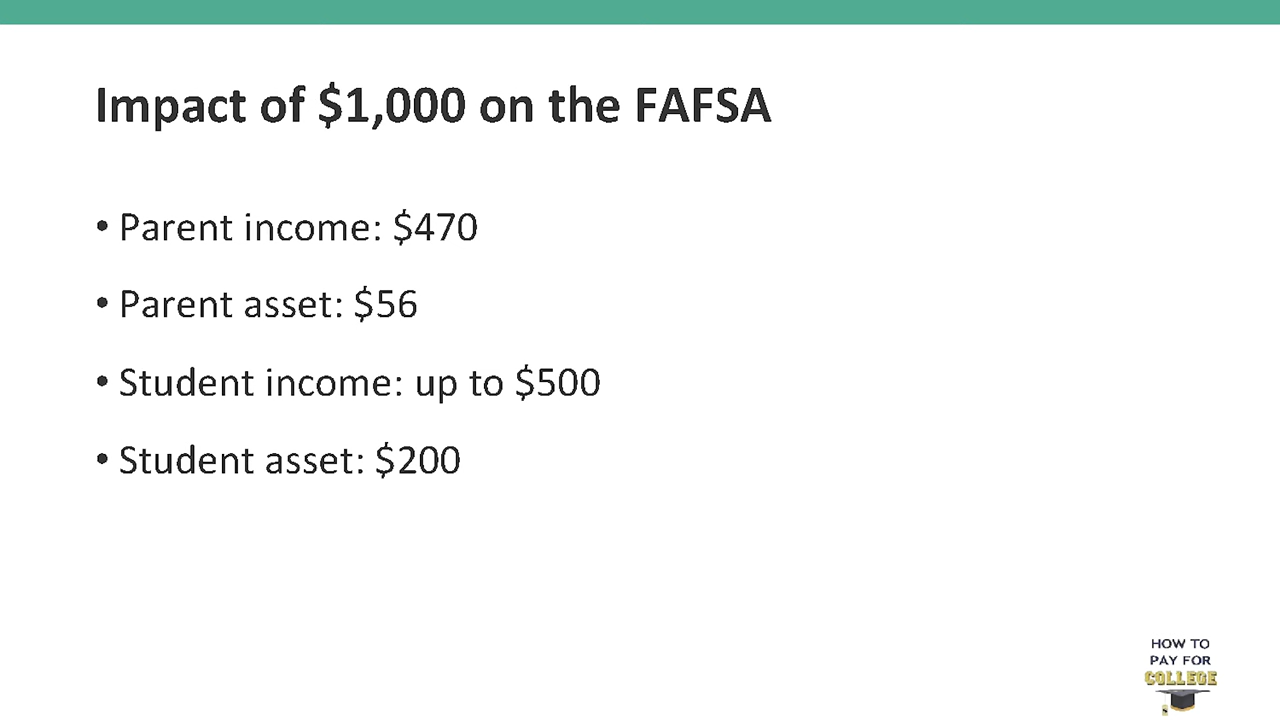 Impact of $1,000 on the FAFSA
• Parent income: $470
• Parent asset: $56
• Student income: up to $500
• Student asset: $200
HOW TO
PAY FOR
COLLEGE